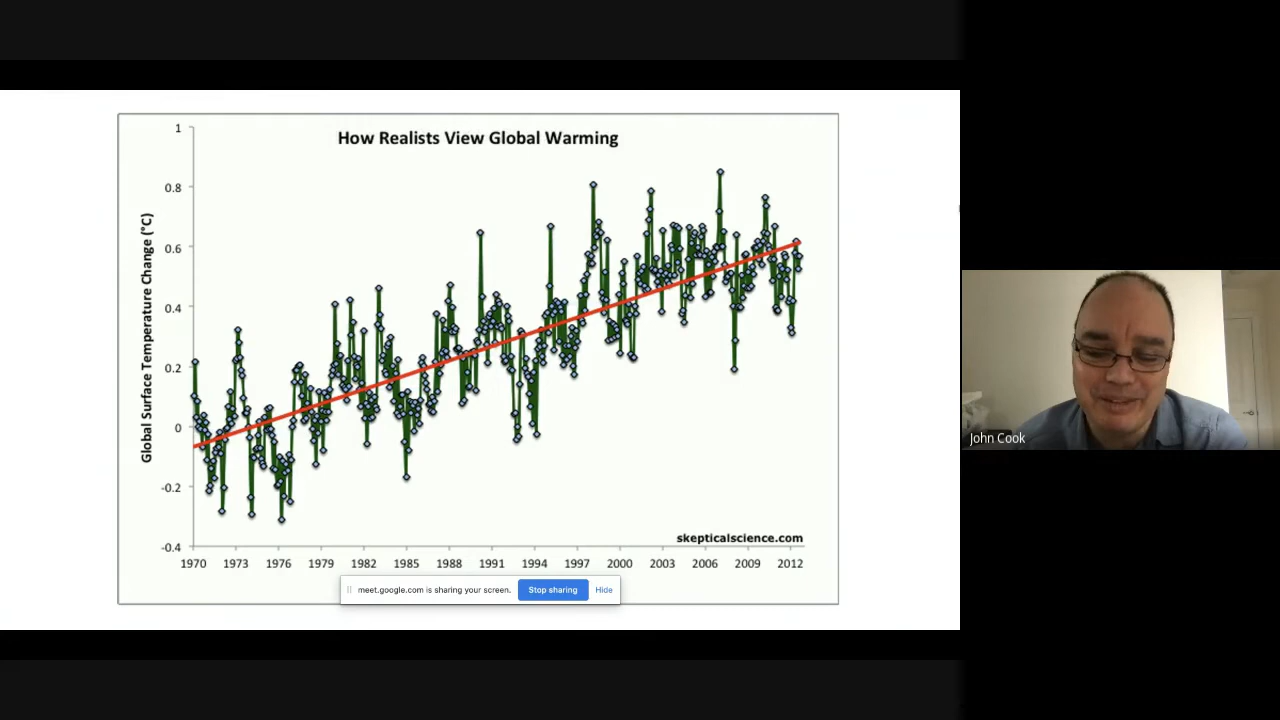 How Realists View Global Warming
Global Surface Temperature Change (°C)
1
0.8
0.6
0.4
0.2
0
-0.2
-0.4
1970 1973 1976 1979 1982 1985 1988 1991 1994 1997 2000 2003 2006 2009 2012
skepticalscience.com
meet.google.com is sharing your screen. Stop sharing Hide
John Cook